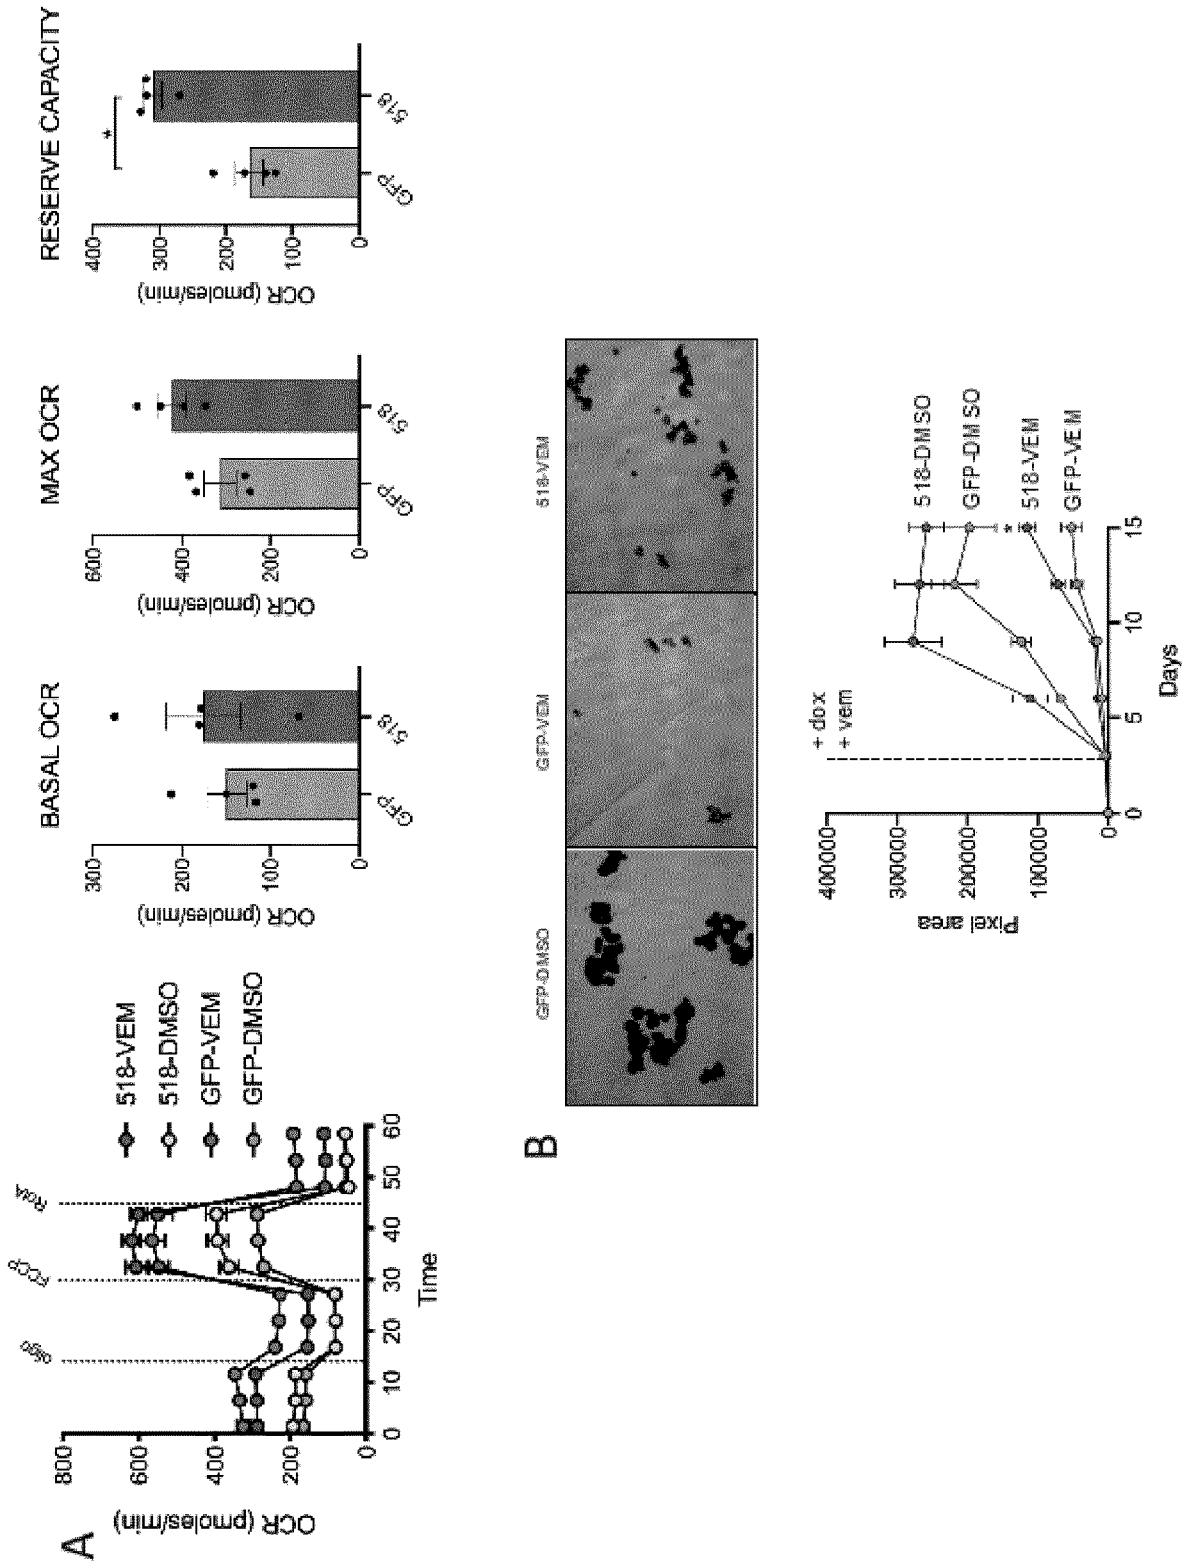 A
OCR (pmoles/min)
800
600
400
200
0
oligo
FCCP
RotA
0 10 20 30 40 50 60
Time
518-VEM
518-DMSO
GFP-VEM
GFP-DMSO
BASAL OCR
OCR (pmoles/min)
300
200
100
0
GFP
518
MAX OCR
OCR (pmoles/min)
600
400
200
0
GFP
518
RESERVE CAPACITY
OCR (pmoles/min)
400
300
200
100
0
*
GFP
518
B
GFP-DMSO
GFP-VEM
518-VEM
Pixel area
400000
300000
200000
100000
0
+ dox
+ vem
0 5 10 15
Days
518-DMSO
GFP-DMSO
*
518-VEM
GFP-VEM